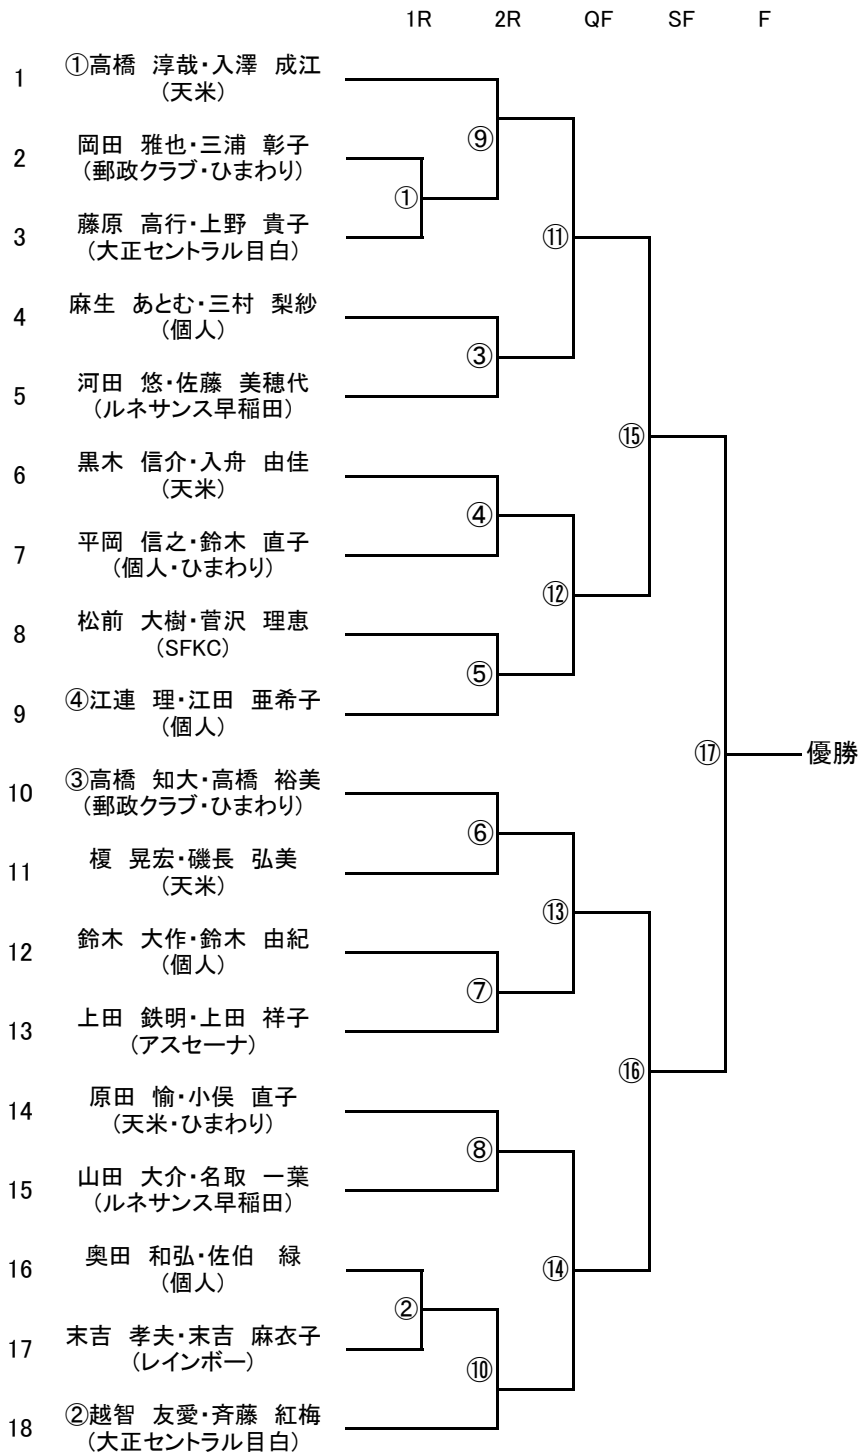 1R 2R QF SF F
1 ①高橋 淳哉・入澤 成江
(天米)
⑨
2 岡田 雅也・三浦 彰子
(郵政クラブ・ひまわり)
①
3 藤原 高行・上野 貴子
(大正セントラル目白)
⑪
4 麻生 あとむ・三村 梨紗
(個人)
③
5 河田 悠・佐藤 美穂代
(ルネサンス早稲田)
⑮
6 黒木 信介・入舟 由佳
(天米)
④
7 平岡 信之・鈴木 直子
(個人・ひまわり)
⑫
8 松前 大樹・菅沢 理恵
(SFKC)
⑤
9 ④江連 理・江田 亜希子
(個人)
⑰ 優勝
10 ③高橋 知大・高橋 裕美
(郵政クラブ・ひまわり)
⑥
11 榎 晃宏・磯長 弘美
(天米)
⑬
12 鈴木 大作・鈴木 由紀
(個人)
⑦
13 上田 鉄明・上田 祥子
(アスセーナ)
⑯
14 原田 愉・小俣 直子
(天米・ひまわり)
⑧
15 山田 大介・名取 一葉
(ルネサンス早稲田)
16 奥田 和弘・佐伯 緑
(個人)
⑭
②
17 末吉 孝夫・末吉 麻衣子
(レインボー)
⑩
18 ②越智 友愛・斉藤 紅梅
(大正セントラル目白)